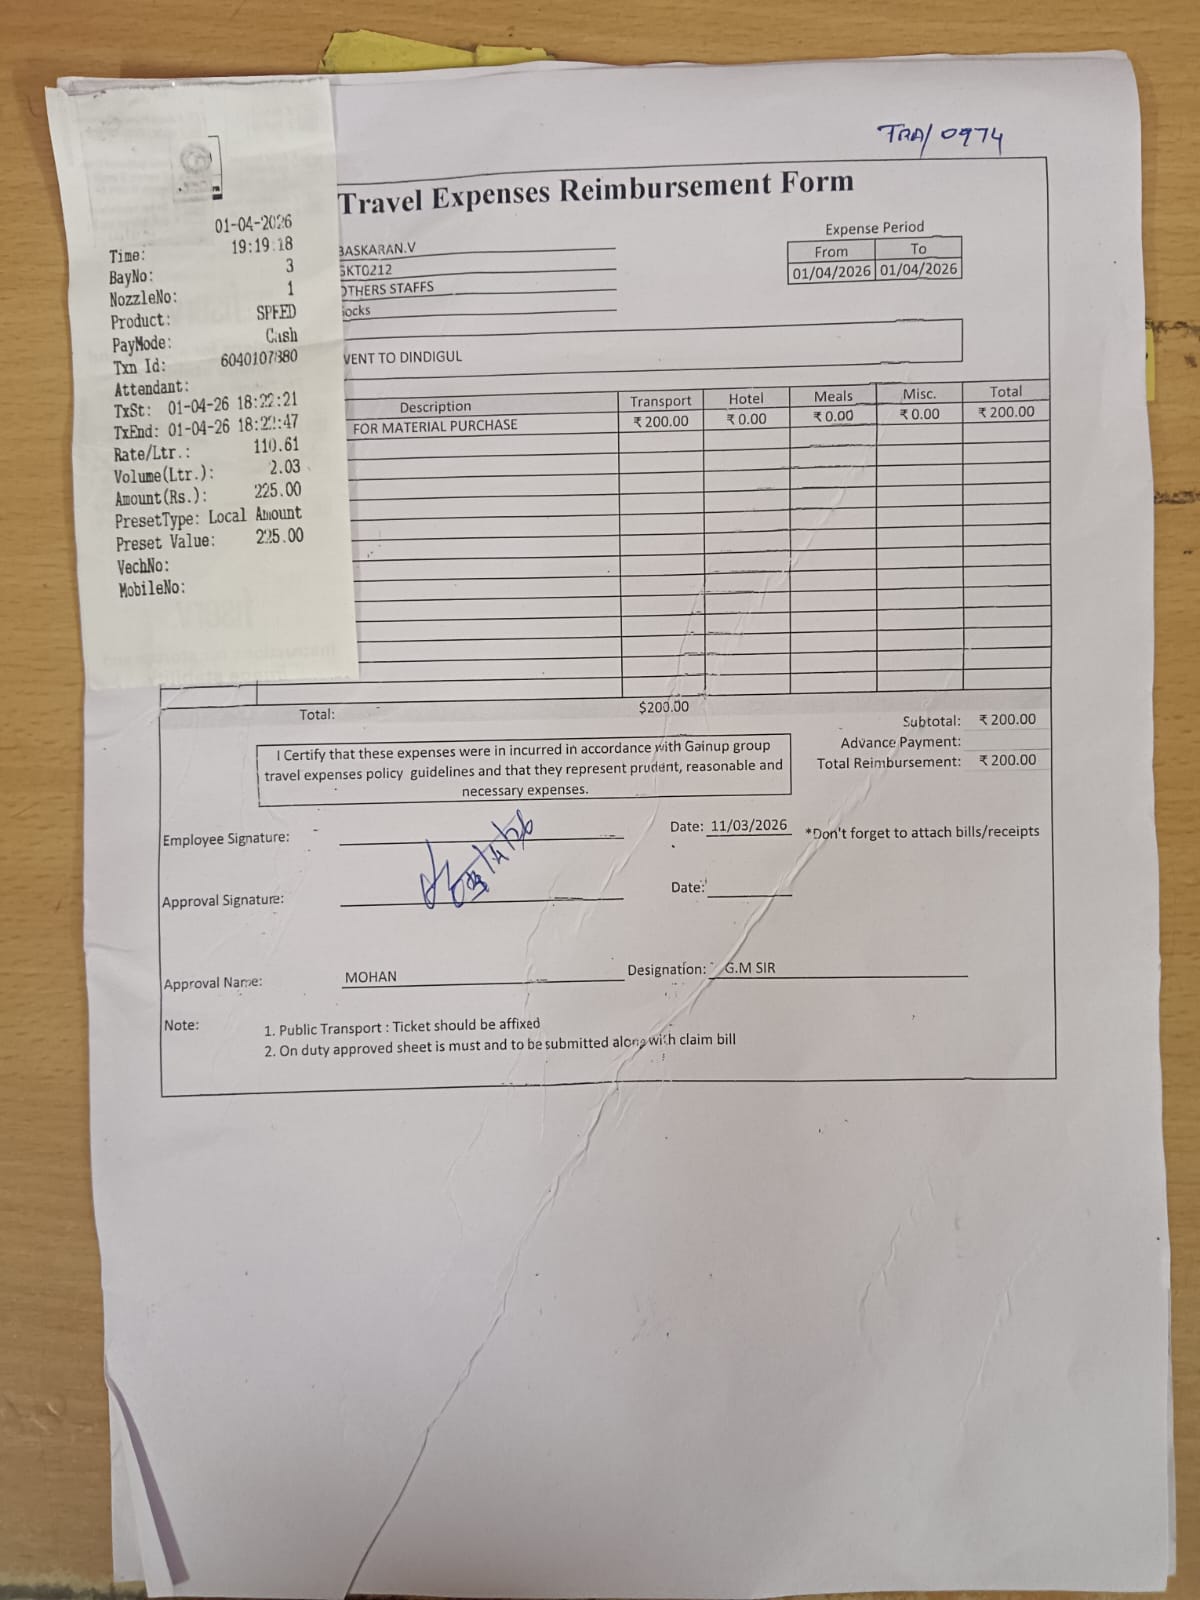 TRA/ 0974
Travel Expenses Reimbursement Form
01-04-2026
Time: 19:19:18
BayNo: 3
NozzleNo: 1
Product: SPEED
PayMode: Cash
Txn Id:
Attendant:
TxSt: 01-04-26 18:22:21
TxEnd: 01-04-26 18:22:47
Rate/Ltr.: 110.61
Volume(Ltr.): 2.03
Amount(Rs.): 225.00
PresetType: Local Amount
Preset Value: 225.00
VechNo:
MobileNo:
BASKARAN.V
GKT0212
OTHERS STAFFS
ocks
Expense Period
From To
01/04/2026 01/04/2026
VENT TO DINDIGUL
Description Transport Hotel Meals Misc. Total
FOR MATERIAL PURCHASE ₹ 200.00 ₹ 0.00 ₹ 0.00 ₹ 0.00 ₹ 200.00
Total: $200.00
Subtotal: ₹ 200.00
Advance Payment:
Total Reimbursement: ₹ 200.00
I Certify that these expenses were in incurred in accordance with Gainup group
travel expenses policy guidelines and that they represent prudent, reasonable and
necessary expenses.
Employee Signature: Date: 11/03/2026 *Don't forget to attach bills/receipts
Approval Signature: Date:
Approval Name: MOHAN Designation: G.M SIR
Note: 1. Public Transport : Ticket should be affixed
2. On duty approved sheet is must and to be submitted along with claim bill